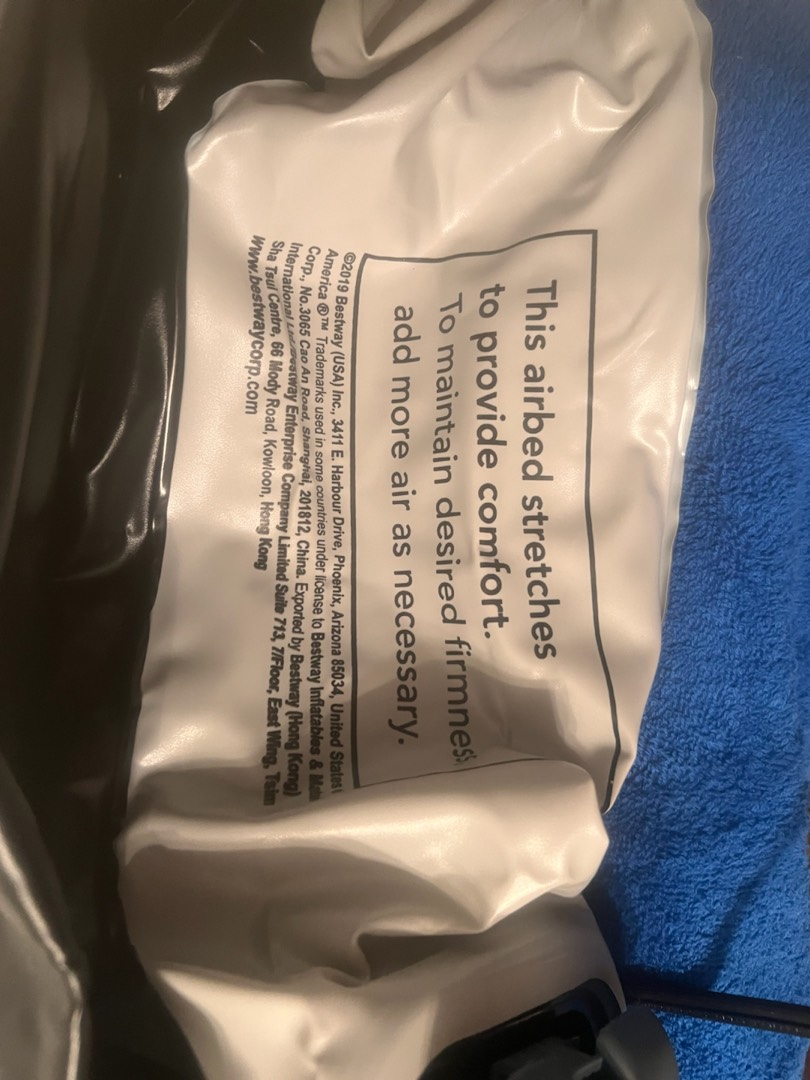 This airbed stretches
to provide comfort.
To maintain desired firmnes
add more air as necessary.
©2019 Bestway (USA) Inc., 3411 E. Harbour Drive, Phoenix, Arizona 85034, United States
America ®™ Trademarks used in some countries under license to Bestway Inflatables &
Corp., No.3065 Cao An Road, Shanghai, 201812, China. Exported by Bestway (Hong Kong)
International Enterprise Company Limited Suite 713, 7/Floor, East Wing, Tsim
Sha Tsui Centre, 66 Mody Road, Kowloon, Hong Kong
www.bestwaycorp.com